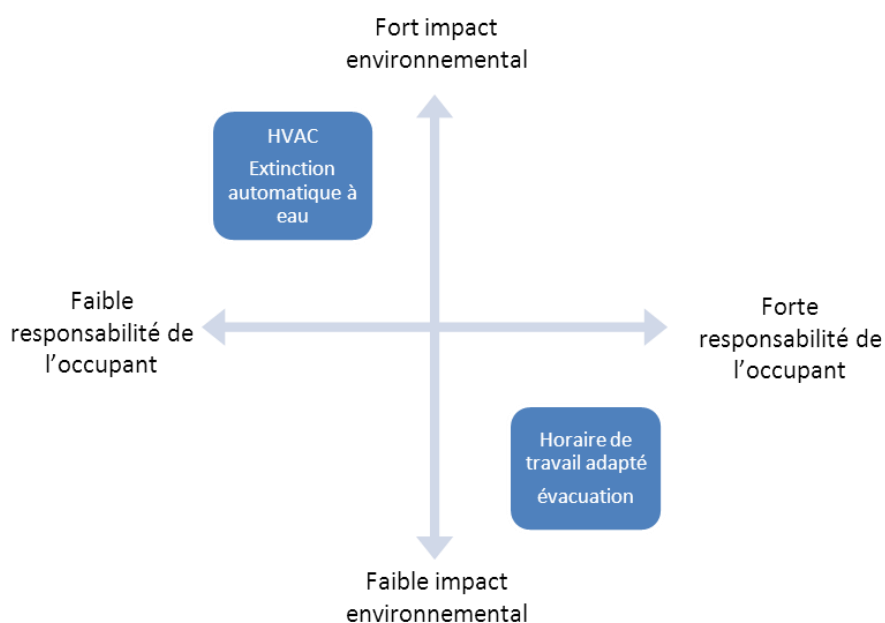 Fort impact
environnemental
HVAC
Extinction
automatique à
eau
Faible
responsabilité de
l'occupant
Forte
responsabilité de
l'occupant
Horaire de
travail adapté
évacuation
Faible impact
environnemental